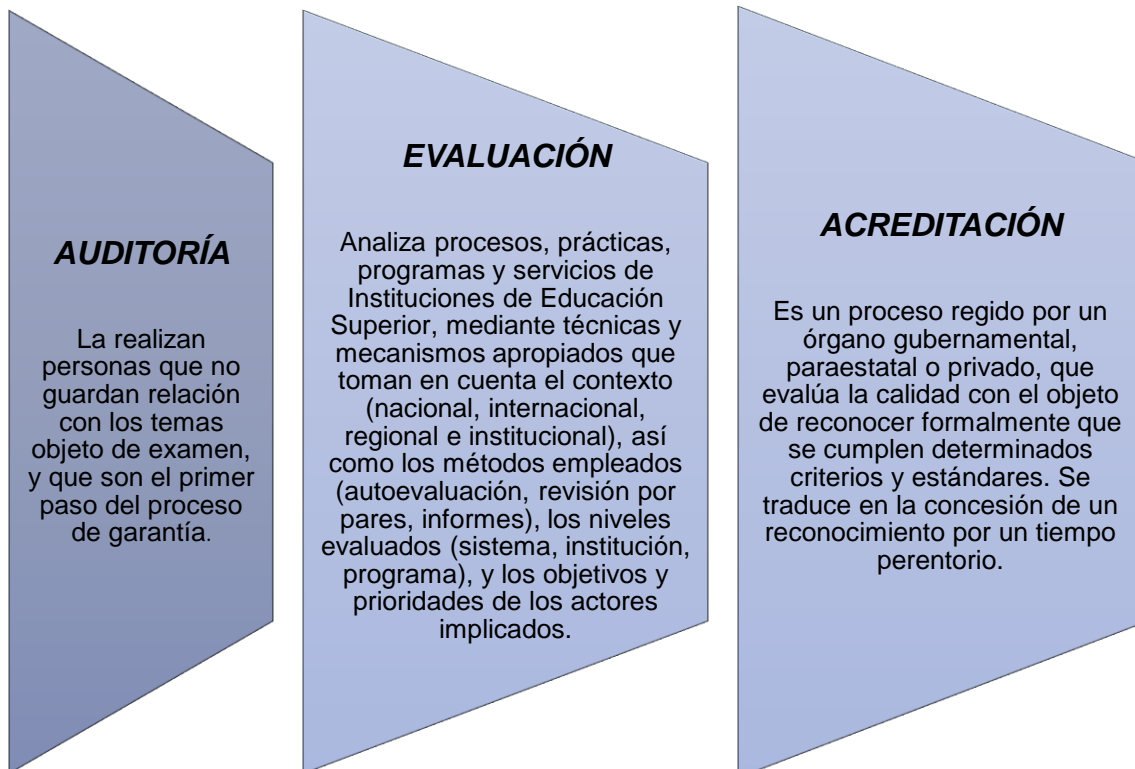 AUDITORÍA
La realizan
personas que no
guardan relación
con los temas
objeto de examen,
y que son el primer
paso del proceso
de garantía.
EVALUACIÓN
Analiza procesos, prácticas,
programas y servicios de
Instituciones de Educación
Superior, mediante técnicas y
mecanismos apropiados que
toman en cuenta el contexto
(nacional, internacional,
regional e institucional), así
como los métodos empleados
(autoevaluación, revisión por
pares, informes), los niveles
evaluados (sistema, institución,
programa), y los objetivos y
prioridades de los actores
implicados.
ACREDITACIÓN
Es un proceso regido por un
órgano gubernamental,
paraestatal o privado, que
evalúa la calidad con el objeto
de reconocer formalmente que
se cumplen determinados
criterios y estándares. Se
traduce en la concesión de un
reconocimiento por un tiempo
perentorio.